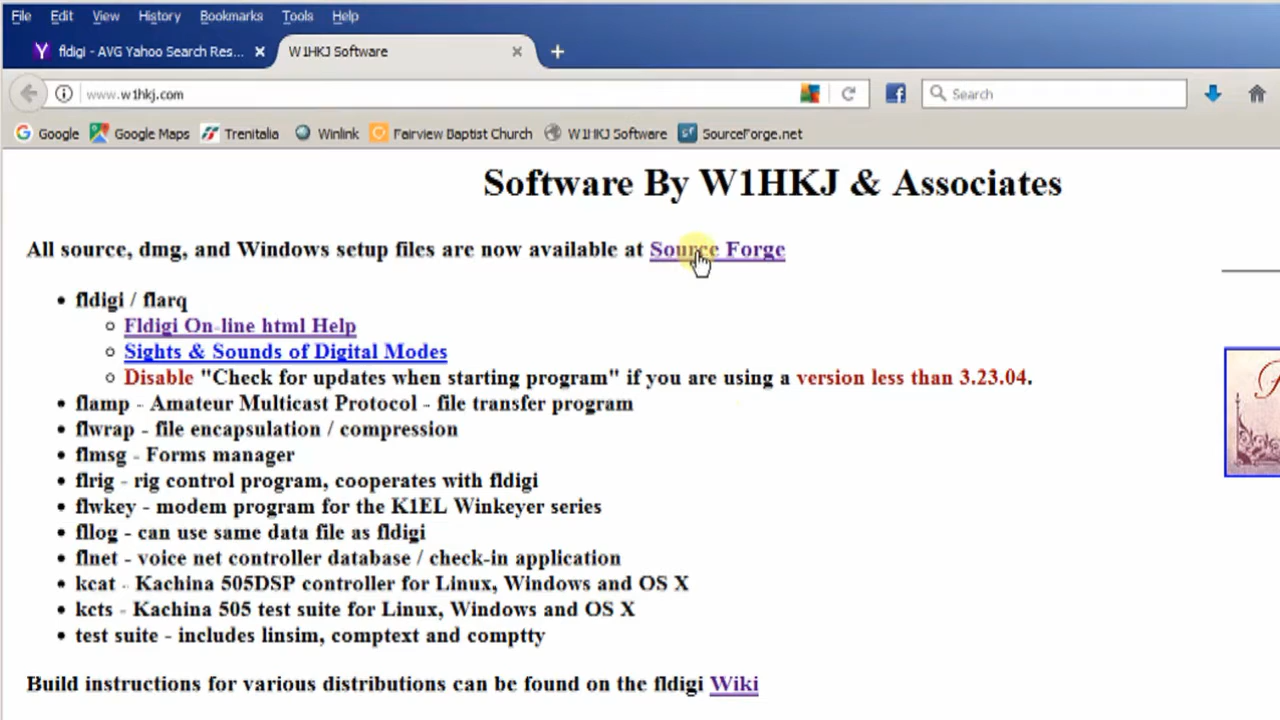 File Edit View History Bookmarks Tools Help
fldigi - AVG Yahoo Search Res... W1HKJ Software
www.w1hkj.com Search
Google Google Maps Trenitalia Winlink Fairview Baptist Church W1HKJ Software SourceForge.net
Software By W1HKJ & Associates
All source, dmg, and Windows setup files are now available at Source Forge
fldigi / flarq
Fldigi On-line html Help
Sights & Sounds of Digital Modes
Disable "Check for updates when starting program" if you are using a version less than 3.23.04.
flamp - Amateur Multicast Protocol - file transfer program
flwrap - file encapsulation / compression
flmsg - Forms manager
flrig - rig control program, cooperates with fldigi
flwkey - modem program for the K1EL Winkeyer series
fllog - can use same data file as fldigi
flnet - voice net controller database / check-in application
kcat - Kachina 505DSP controller for Linux, Windows and OS X
kcts - Kachina 505 test suite for Linux, Windows and OS X
test suite - includes linsim, comptext and comptty
Build instructions for various distributions can be found on the fldigi Wiki